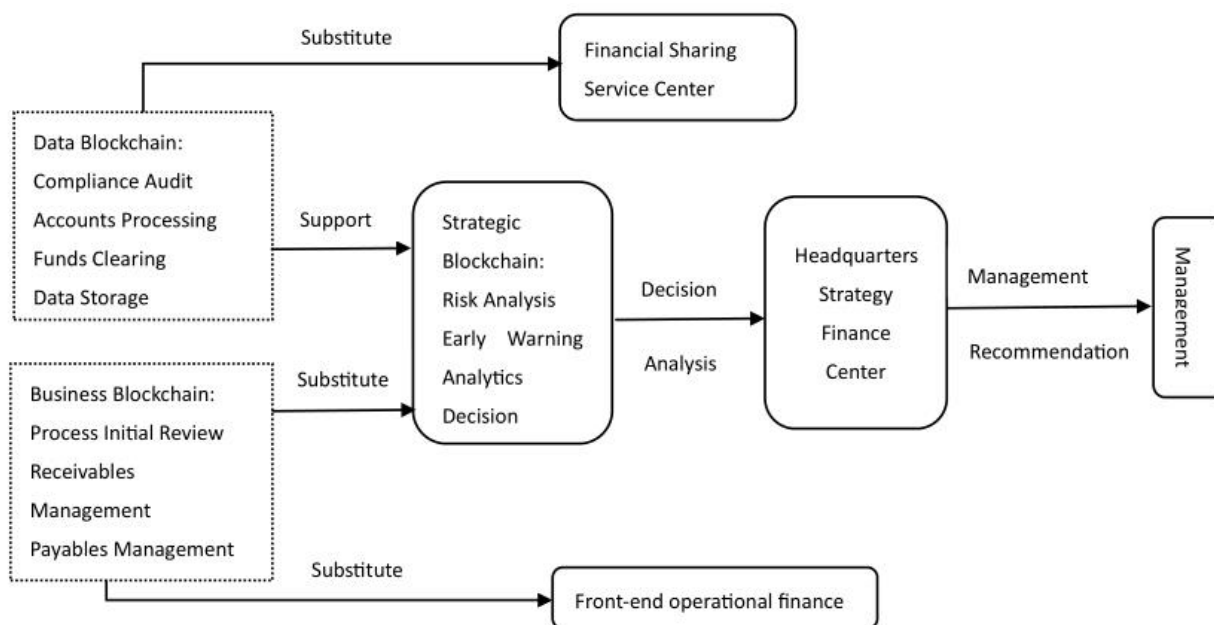 Substitute
Financial Sharing
Service Center
Data Blockchain:
Compliance Audit
Accounts Processing
Funds Clearing
Data Storage
Support
Strategic
Blockchain:
Risk Analysis
Early Warning
Analytics
Decision
Decision
Analysis
Headquarters
Strategy
Finance
Center
Management
Recommendation
Management
Business Blockchain:
Process Initial Review
Receivables
Management
Payables Management
Substitute
Substitute
Front-end operational finance